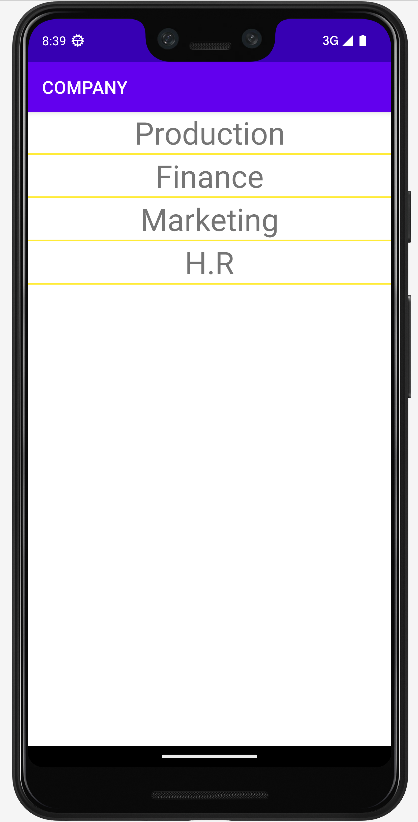 8:39 3G
COMPANY
Production
Finance
Marketing
H.R